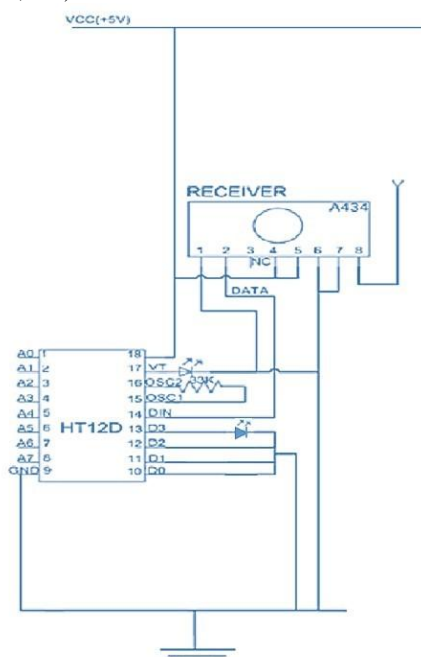 VCC(+5V)
RECEIVER
A434
1 2 3 4 5 6 7 8
NC
DATA
A0 1 18
A1 2 17 VT
A2 3 16 OSC2 33K
A3 4 15 OSC1
A4 5 14 DIN
A5 6 HT12D 13 D3
A6 7 12 D2
A7 8 11 D1
GND 9 10 D0